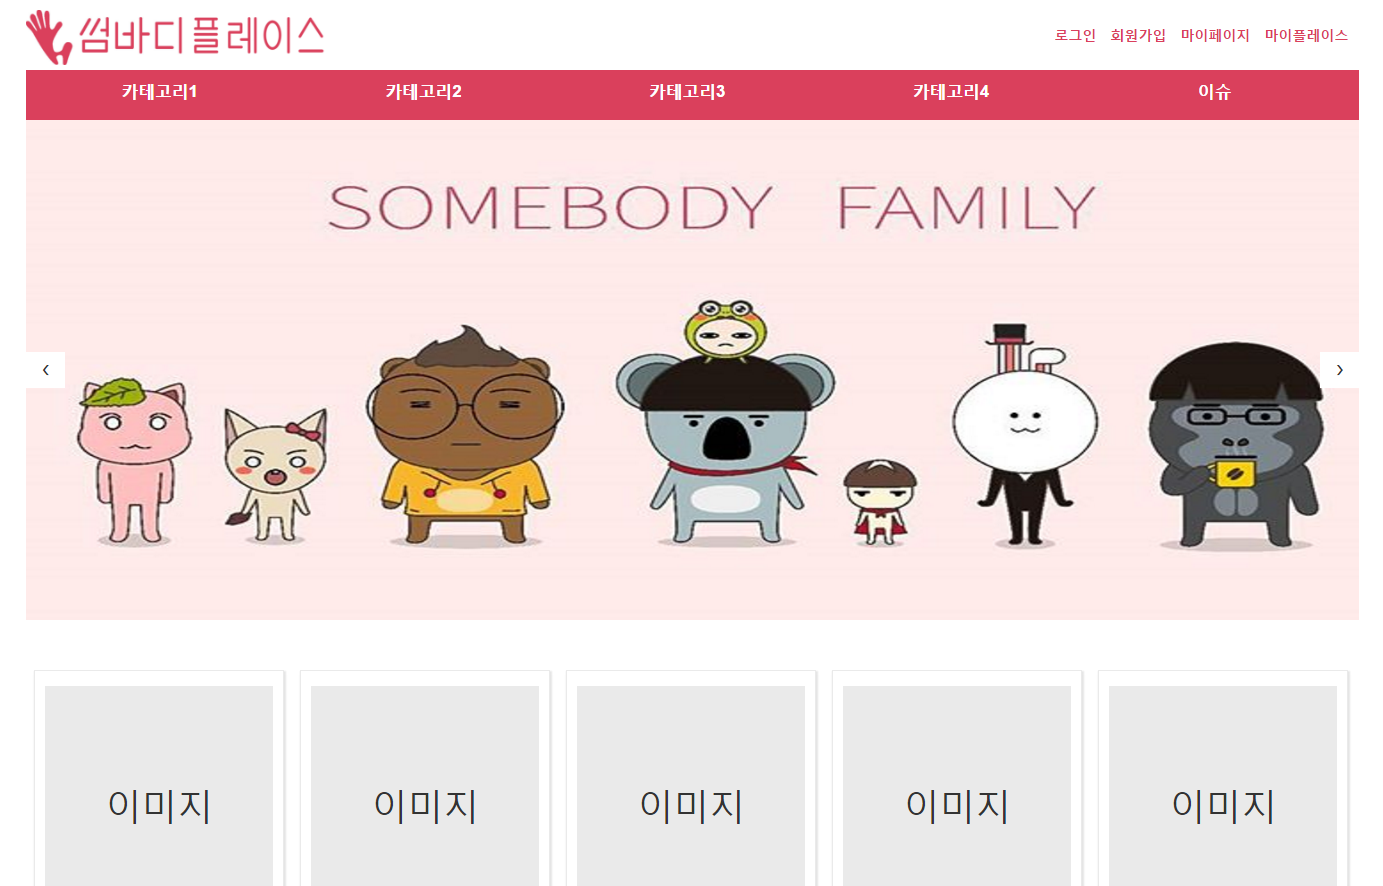 썸바디플레이스
로그인 회원가입 마이페이지 마이플레이스
카테고리1 카테고리2 카테고리3 카테고리4 이슈
SOMEBODY FAMILY
‹ ›
이미지 이미지 이미지 이미지 이미지